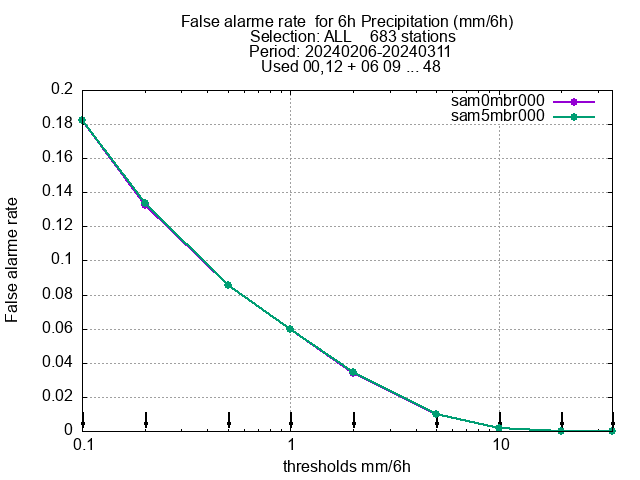 False alarme rate  for 6h Precipitation (mm/6h)
Selection: ALL    683 stations
Period: 20240206-20240311
Used 00,12 + 06 09 ... 48
sam0mbr000
sam5mbr000
0.2
0.18
0.16
0.14
0.12
0.1
0.08
0.06
0.04
0.02
0
False alarme rate
0.1 1 10
thresholds mm/6h